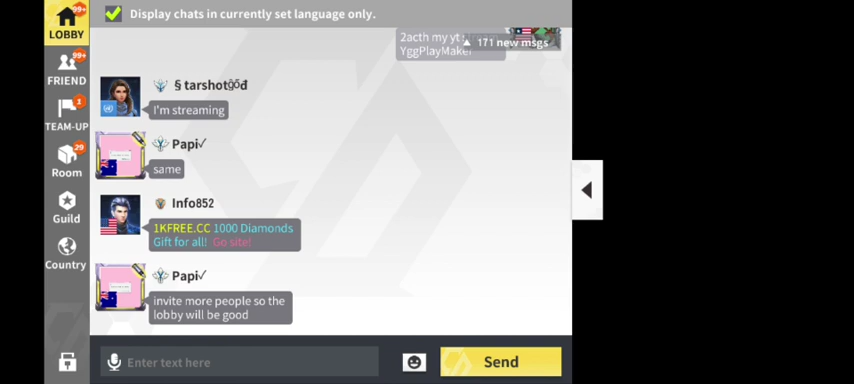 99+
LOBBY
Display chats in currently set language only.
2acth my yt
YggPlayMaker
▲ 171 new msgs
99+
FRIEND
1
TEAM-UP
29
Room
Guild
Country
§tarshotĝőđ
I'm streaming
Papi✓
same
Info852
1KFREE.CC 1000 Diamonds
Gift for all! Go site!
Papi✓
invite more people so the
lobby will be good
Enter text here
Send